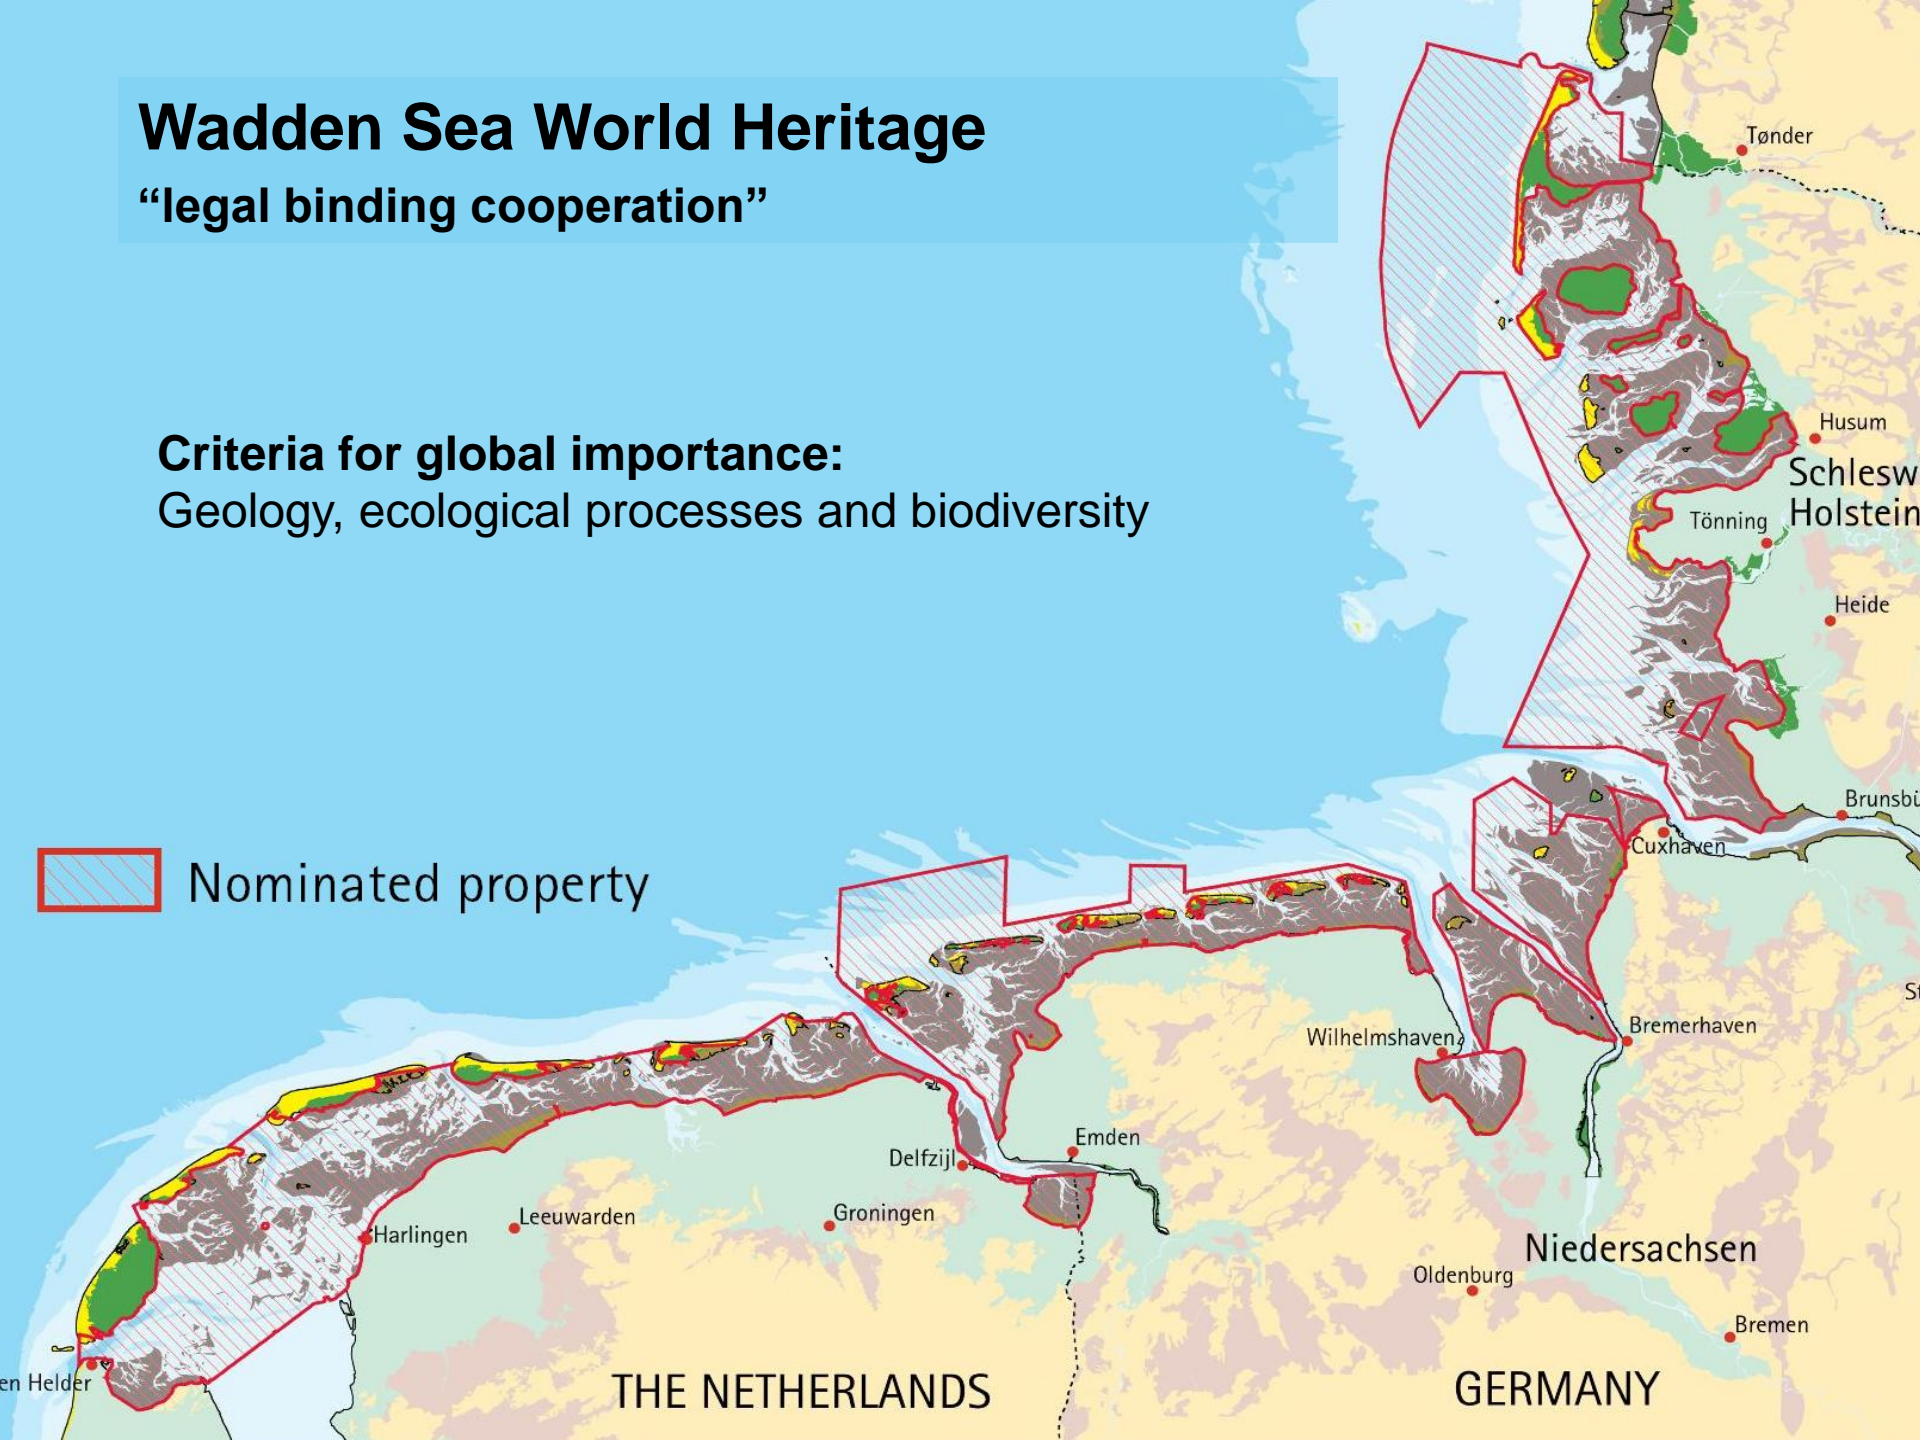 Wadden Sea World Heritage
“legal binding cooperation”
Criteria for global importance:
Geology, ecological processes and biodiversity
Nominated property
Tønder
Husum
Schlesw
Holstein
Tönning
Heide
Brunsbü
Cuxhaven
St
Bremerhaven
Wilhelmshaven
Emden
Delfzijl
Groningen
Leeuwarden
Harlingen
Niedersachsen
Oldenburg
Bremen
en Helder
THE NETHERLANDS
GERMANY